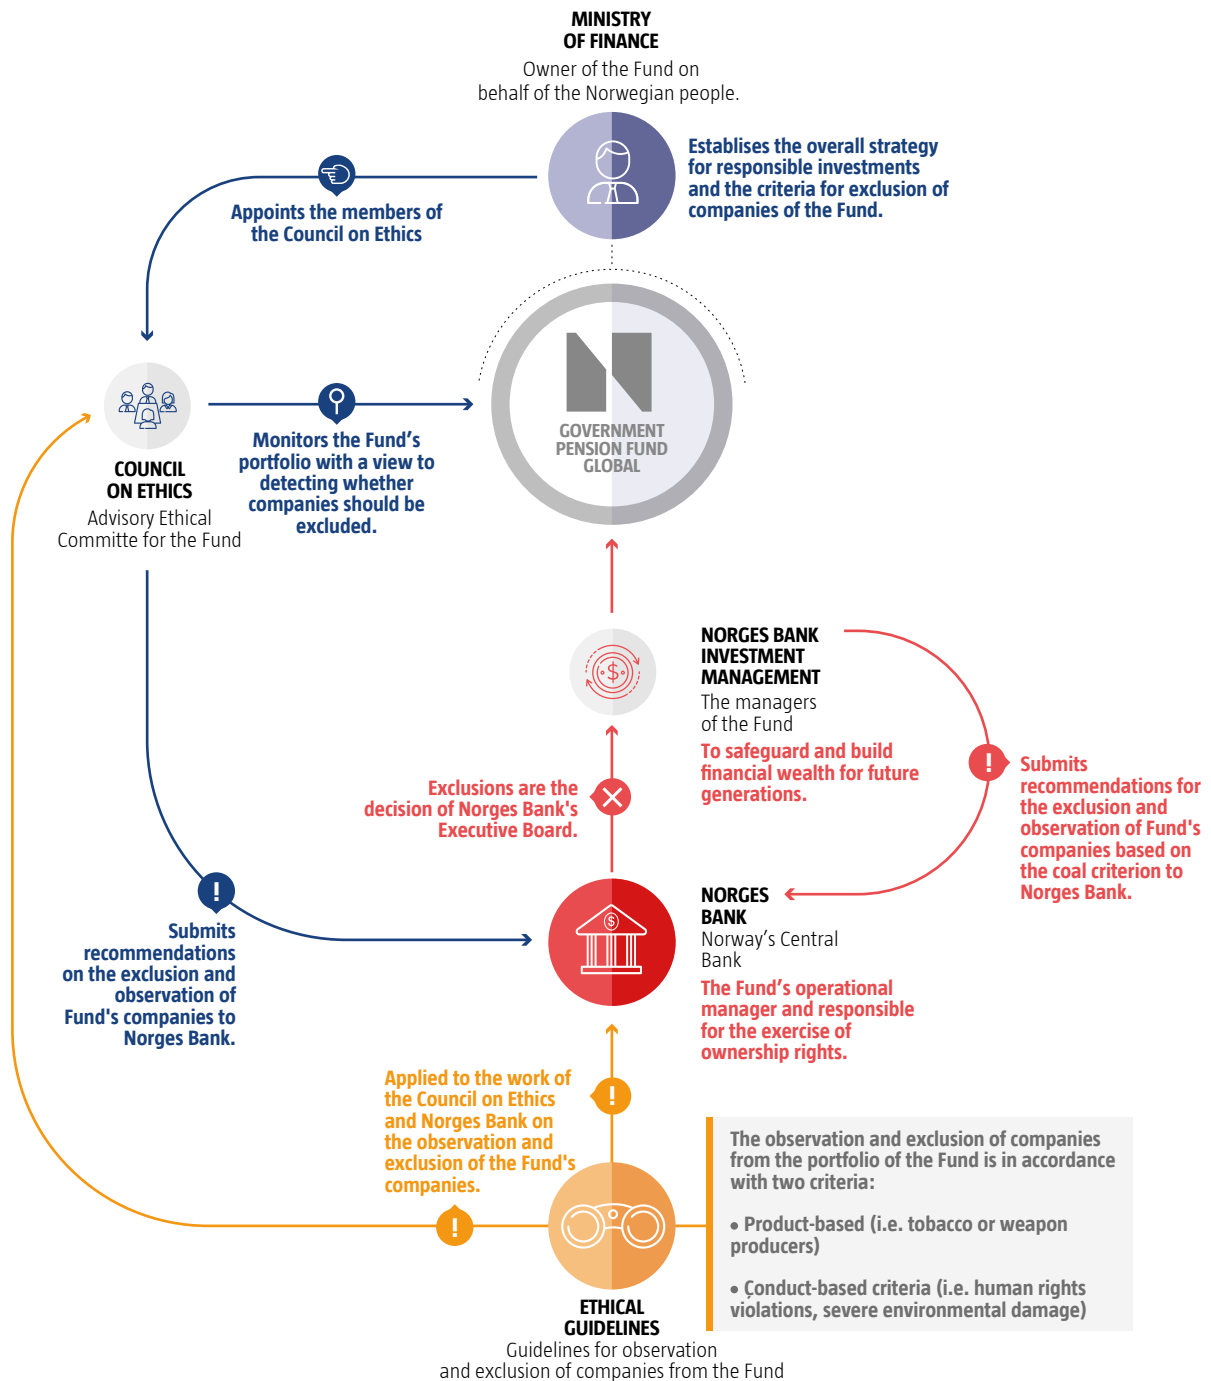 MINISTRY
OF FINANCE
Owner of the Fund on
behalf of the Norwegian people.
Establises the overall strategy
for responsible investments
and the criteria for exclusion of
companies of the Fund.
Appoints the members of
the Council on Ethics
GOVERNMENT
PENSION FUND
GLOBAL
COUNCIL
ON ETHICS
Advisory Ethical
Committe for the Fund
Monitors the Fund's
portfolio with a view to
detecting whether
companies should be
excluded.
NORGES BANK
INVESTMENT
MANAGEMENT
The managers
of the Fund
To safeguard and build
financial wealth for future
generations.
Submits
recommendations for
the exclusion and
observation of Fund's
companies based on
the coal criterion to
Norges Bank.
Exclusions are the
decision of Norges Bank's
Executive Board.
NORGES
BANK
Norway's Central
Bank
The Fund's operational
manager and responsible
for the exercise of
ownership rights.
Submits
recommendations
on the exclusion and
observation of
Fund's companies to
Norges Bank.
Applied to the work of
the Council on Ethics
and Norges Bank on
the observation and
exclusion of the Fund's
companies.
The observation and exclusion of companies
from the portfolio of the Fund is in accordance
with two criteria:
• Product-based (i.e. tobacco or weapon
producers)
• Conduct-based criteria (i.e. human rights
violations, severe environmental damage)
ETHICAL
GUIDELINES
Guidelines for observation
and exclusion of companies from the Fund